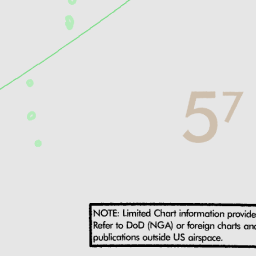 57
NOTE: Limited Chart information provide
Refer to DoD (NGA) or foreign charts and
publications outside US airspace.